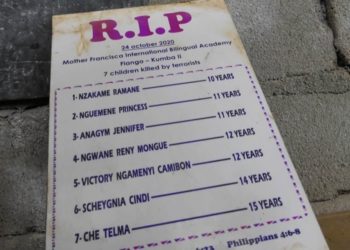 R.I.P
24 october 2020
Mother Francisca International Bilingual Academy
Fiango - Kumba II
7 children killed by terrorists
1- NZAKAME RAMANE 10 YEARS
2- NGUEMENE PRINCESS 11 YEARS
3- ANAGYM JENNIFER 11 YEARS
4- NGWANE RENY MONGUE 12 YEARS
5- VICTORY NGAMENYI CAMIBON 12 YEARS
6- SCHEYGNIA CINDI 14 YEARS
7- CHE TELMA 15 YEARS
Philippians 4:6-8